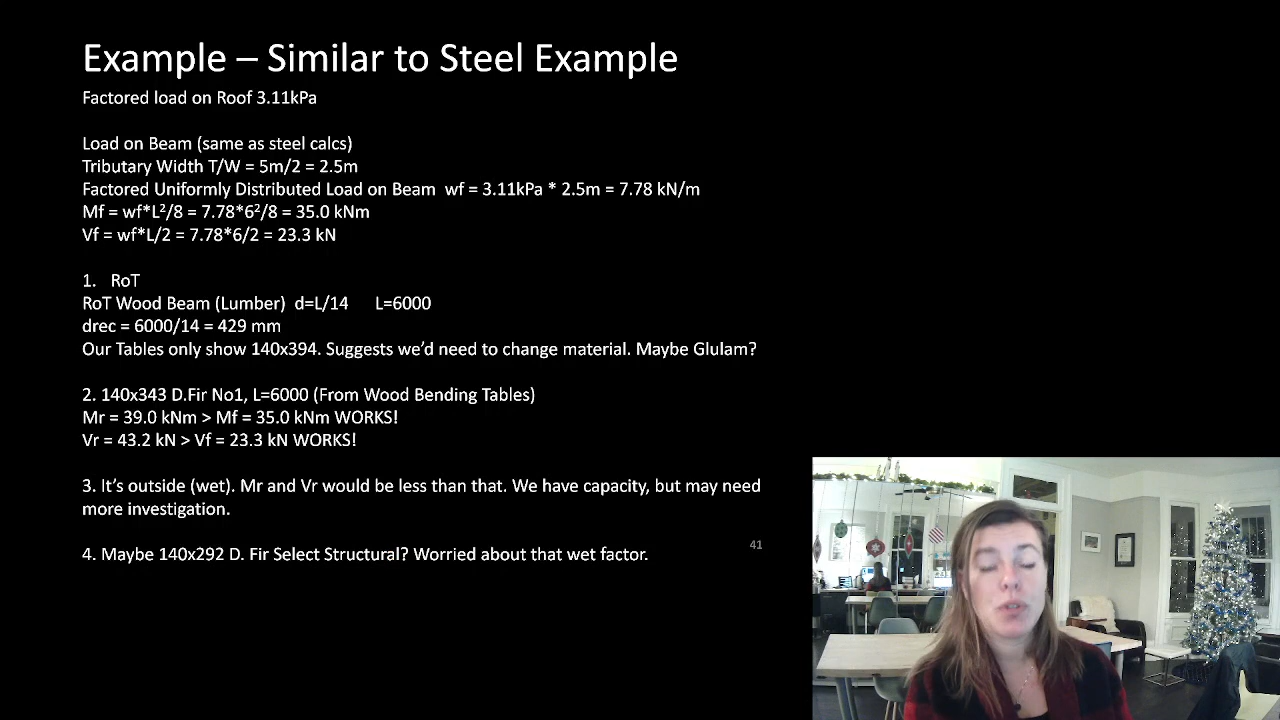 Example – Similar to Steel Example
Factored load on Roof 3.11kPa
Load on Beam (same as steel calcs)
Tributary Width T/W = 5m/2 = 2.5m
Factored Uniformly Distributed Load on Beam  wf = 3.11kPa * 2.5m = 7.78 kN/m
Mf = wf*L²/8 = 7.78*6²/8 = 35.0 kNm
Vf = wf*L/2 = 7.78*6/2 = 23.3 kN
1.   RoT
RoT Wood Beam (Lumber)  d=L/14      L=6000
drec = 6000/14 = 429 mm
Our Tables only show 140x394. Suggests we’d need to change material. Maybe Glulam?
2. 140x343 D.Fir No1, L=6000 (From Wood Bending Tables)
Mr = 39.0 kNm > Mf = 35.0 kNm WORKS!
Vr = 43.2 kN > Vf = 23.3 kN WORKS!
3. It’s outside (wet). Mr and Vr would be less than that. We have capacity, but may need
more investigation.
4. Maybe 140x292 D. Fir Select Structural? Worried about that wet factor.
41